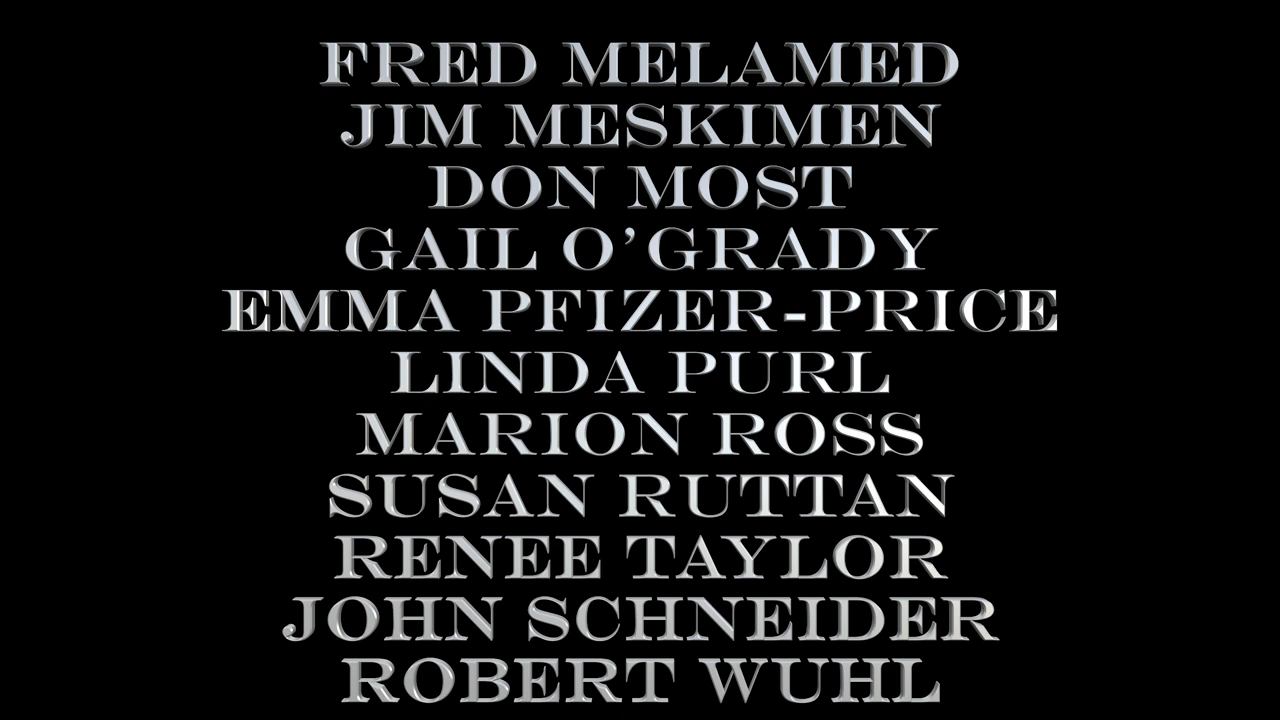 FRED MELAMED
JIM MESKIMEN
DON MOST
GAIL O'GRADY
EMMA PFIZER-PRICE
LINDA PURL
MARION ROSS
SUSAN RUTTAN
RENEE TAYLOR
JOHN SCHNEIDER
ROBERT WUHL